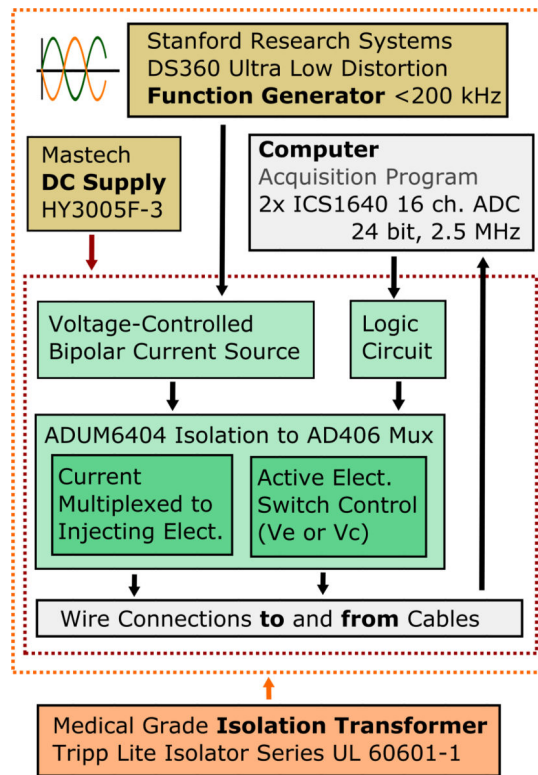 Stanford Research Systems
DS360 Ultra Low Distortion
Function Generator <200 kHz
Mastech
DC Supply
HY3005F-3
Computer
Acquisition Program
2x ICS1640 16 ch. ADC
24 bit, 2.5 MHz
Voltage-Controlled
Bipolar Current Source
Logic
Circuit
ADUM6404 Isolation to AD406 Mux
Current
Multiplexed to
Injecting Elect.
Active Elect.
Switch Control
(Ve or Vc)
Wire Connections to and from Cables
Medical Grade Isolation Transformer
Tripp Lite Isolator Series UL 60601-1